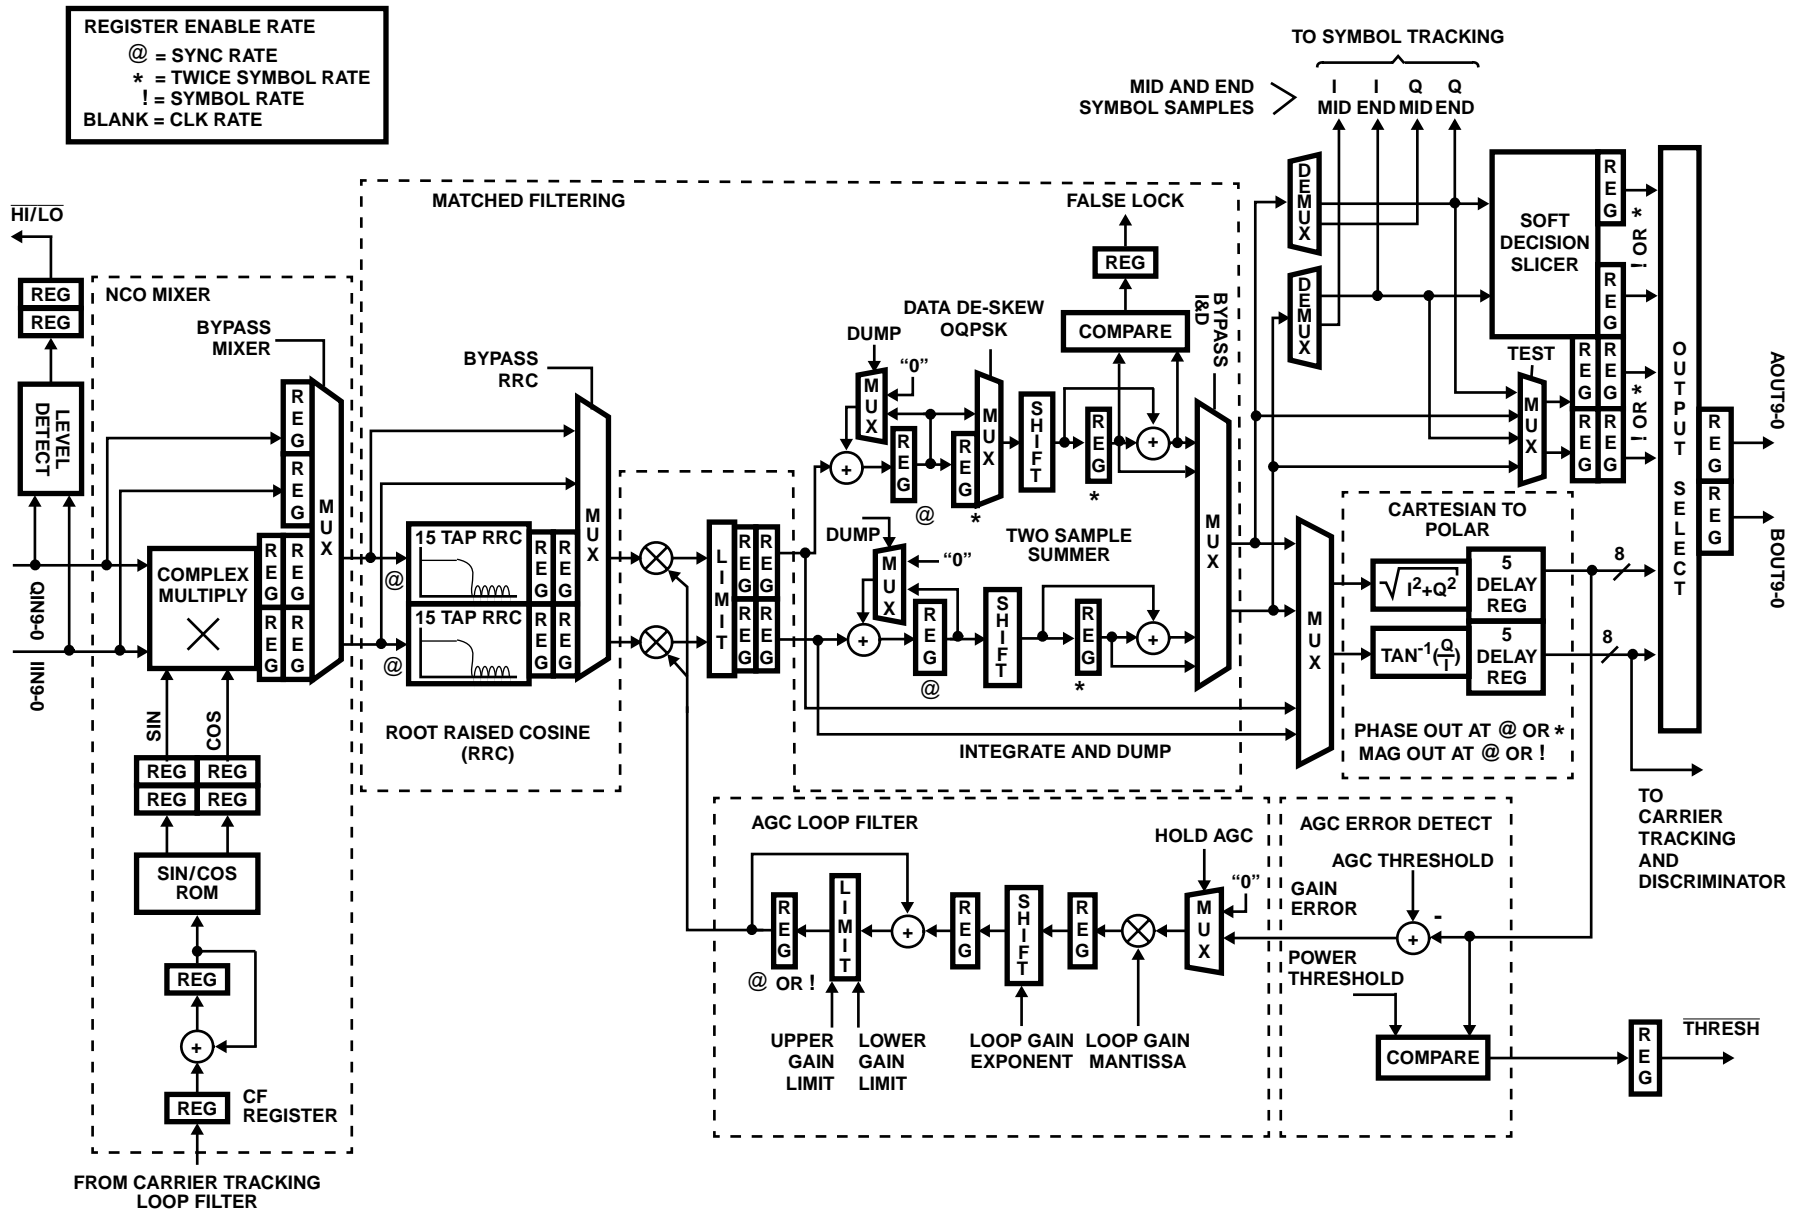 REGISTER ENABLE RATE
@ = SYNC RATE
* = TWICE SYMBOL RATE
! = SYMBOL RATE
BLANK = CLK RATE
TO SYMBOL TRACKING
MID AND END
SYMBOL SAMPLES
I I Q Q
MID END MID END
HI/LO
REG
REG
LEVEL
DETECT
QIN9-0
IIN9-0
NCO MIXER
BYPASS
MIXER
REG
REG
MUX
COMPLEX
MULTIPLY
REG
REG
REG
REG
SIN
COS
REG
REG
REG
REG
SIN/COS
ROM
REG
+
REG
CF
REGISTER
FROM CARRIER TRACKING
LOOP FILTER
MATCHED FILTERING
BYPASS
RRC
15 TAP RRC
@
15 TAP RRC
@
REG
REG
REG
REG
MUX
ROOT RAISED COSINE
(RRC)
LIMIT
REG
REG
REG
REG
FALSE LOCK
REG
COMPARE
DATA DE-SKEW
OQPSK
DUMP
“0”
MUX
+
REG
@
REG
*
MUX
SHIFT
REG
*
+
BYPASS
I&D
MUX
DUMP
“0”
MUX
TWO SAMPLE
SUMMER
+
REG
@
SHIFT
REG
*
+
INTEGRATE AND DUMP
DEMUX
DEMUX
SOFT
DECISION
SLICER
REG
* OR !
REG
TEST
MUX
REG
REG
REG
REG
* OR !
OUTPUT SELECT
REG
REG
AOUT9-0
BOUT9-0
MUX
CARTESIAN TO
POLAR
√I²+Q²
5
DELAY
REG
8
TAN⁻¹(Q/I)
5
DELAY
REG
8
PHASE OUT AT @ OR *
MAG OUT AT @ OR !
TO
CARRIER
TRACKING
AND
DISCRIMINATOR
AGC LOOP FILTER
HOLD AGC
“0”
MUX
REG
SHIFT
REG
+
LIMIT
REG
@ OR !
UPPER
GAIN
LIMIT
LOWER
GAIN
LIMIT
LOOP GAIN
EXPONENT
LOOP GAIN
MANTISSA
AGC ERROR DETECT
AGC THRESHOLD
GAIN
ERROR
-
+
POWER
THRESHOLD
COMPARE
REG
THRESH